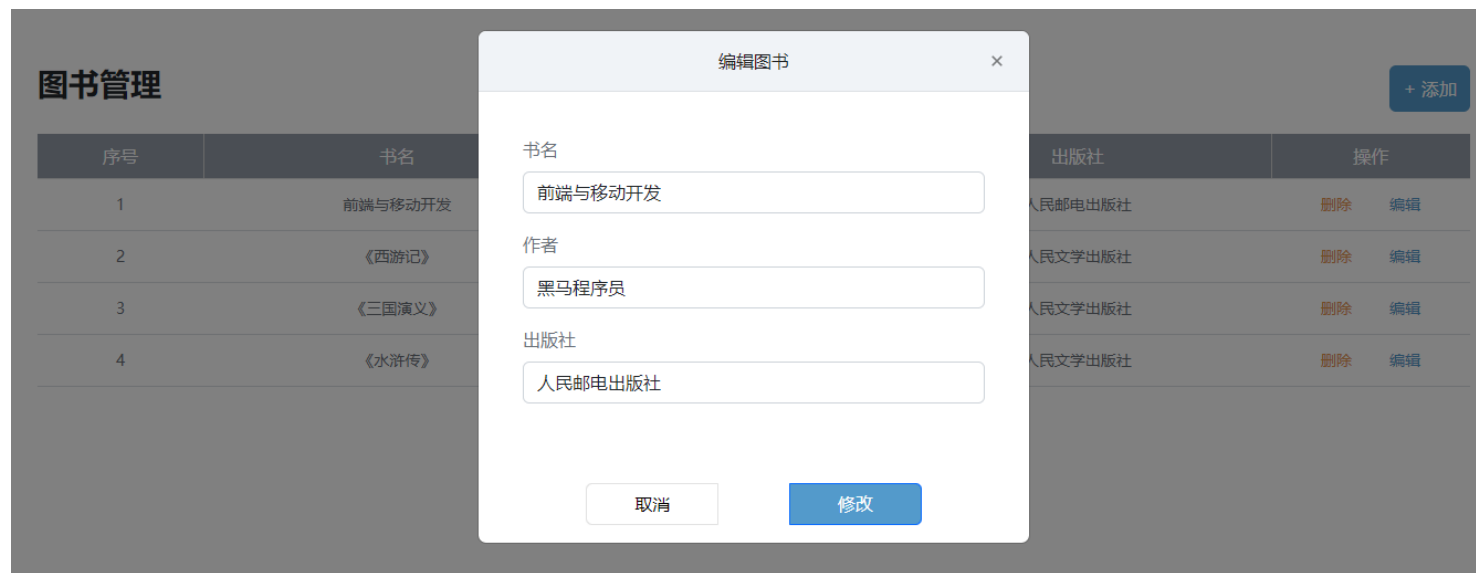 编辑图书 ×
图书管理
+ 添加
序号 书名 出版社 操作
书名
前端与移动开发
作者
黑马程序员
出版社
人民邮电出版社
1 前端与移动开发 人民邮电出版社 删除 编辑
2 《西游记》 人民文学出版社 删除 编辑
3 《三国演义》 人民文学出版社 删除 编辑
4 《水浒传》 人民文学出版社 删除 编辑
取消 修改